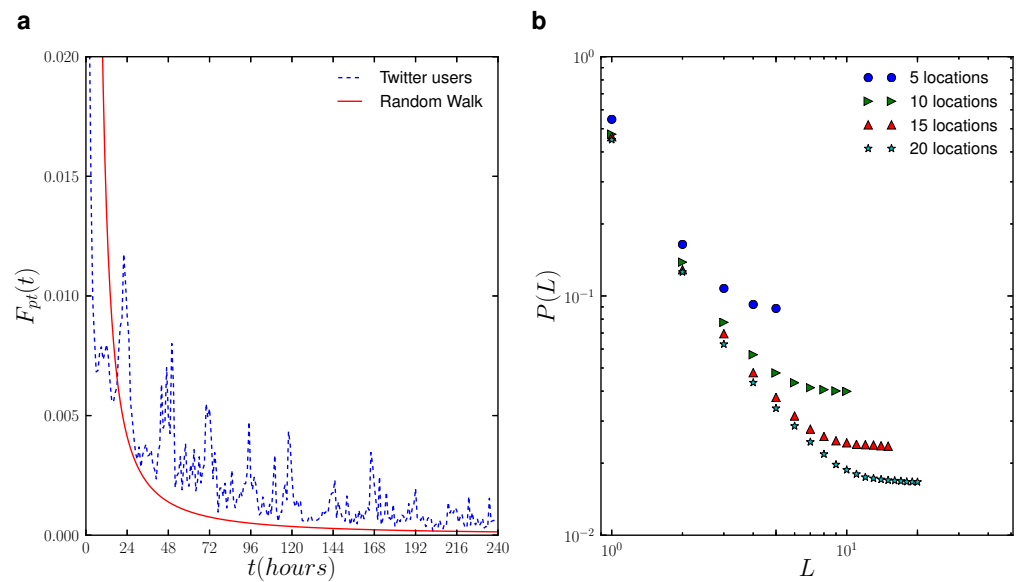 a
0.020
0.015
0.010
0.005
0.000
F_{pt}(t)
Twitter users
Random Walk
0 24 48 72 96 120 144 168 192 216 240
t(hours)
b
10^0
10^{-1}
10^{-2}
P(L)
5 locations
10 locations
15 locations
20 locations
10^0 10^1
L